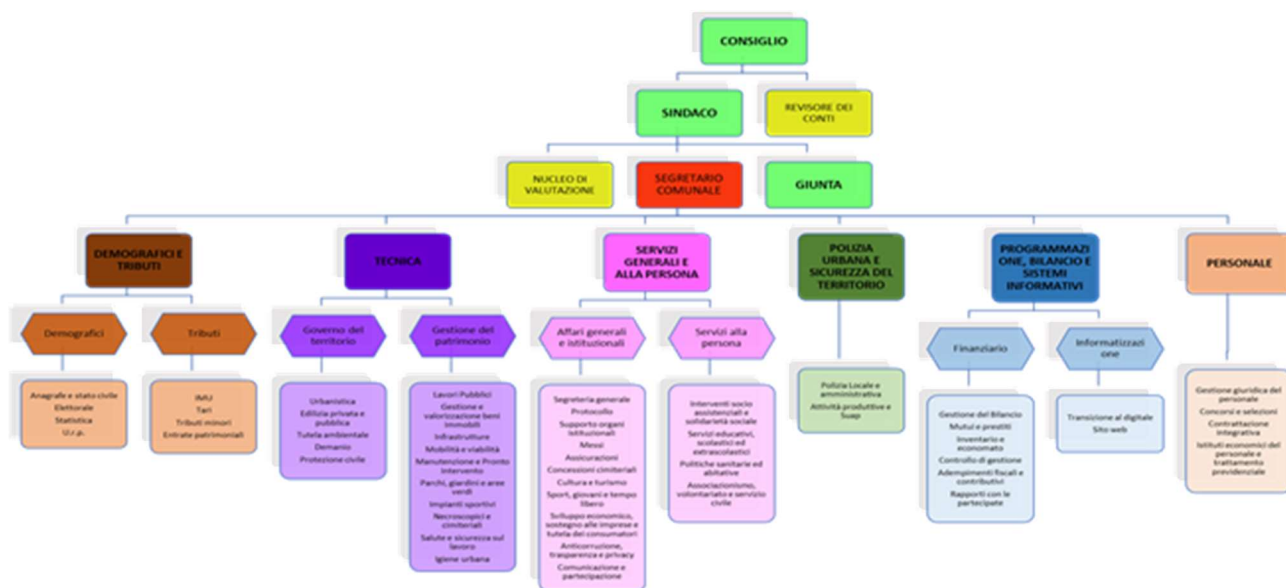 CONSIGLIO
SINDACO
REVISORE DEI
CONTI
NUCLEO DI
VALUTAZIONE
SEGRETARIO
COMUNALE
GIUNTA
DEMOGRAFICI E
TRIBUTI
TECNICA
SERVIZI
GENERALI E
ALLA PERSONA
POLIZIA
URBANA E
SICUREZZA DEL
TERRITORIO
PROGRAMMAZI
ONE, BILANCIO E
SISTEMI
INFORMATIVI
PERSONALE
Demografici
Tributi
Governo del
territorio
Gestione del
patrimonio
Affari generali
e istituzionali
Servizi alla
persona
Finanziario
Informatizzazi
one
Anagrafe e stato civile
Elettorale
Statistica
U.r.p.
IMU
Tari
Tributi minori
Entrate patrimoniali
Urbanistica
Edilizia privata e
pubblica
Tutela ambientale
Demanio
Protezione civile
Lavori Pubblici
Gestione e
valorizzazione beni
immobili
Infrastrutture
Mobilità e viabilità
Manutenzione e Pronto
Intervento
Parchi, giardini e aree
verdi
Impianti sportivi
Necroscopici e
cimiteriali
Salute e sicurezza sul
lavoro
Igiene urbana
Segreteria generale
Protocollo
Supporto organi
istituzionali
Messi
Assicurazioni
Concessioni cimiteriali
Cultura e turismo
Sport, giovani e tempo
libero
Sviluppo economico,
sostegno alle imprese e
tutela dei consumatori
Anticorruzione,
trasparenza e privacy
Comunicazione e
partecipazione
Interventi socio
assistenziali e
solidarietà sociale
Servizi educativi,
scolastici ed
extrascolastici
Politiche sanitarie ed
abitative
Associazionismo,
volontariato e servizio
civile
Polizia Locale e
amministrativa
Attività produttive e
Suap
Gestione del Bilancio
Mutui e prestiti
Inventario e
economato
Controllo di gestione
Adempimenti fiscali e
contributivi
Rapporti con le
partecipate
Transizione al digitale
Sito web
Gestione giuridica del
personale
Concorsi e selezioni
Contrattazione
integrativa
Istituti economici del
personale e
trattamento
previdenziale